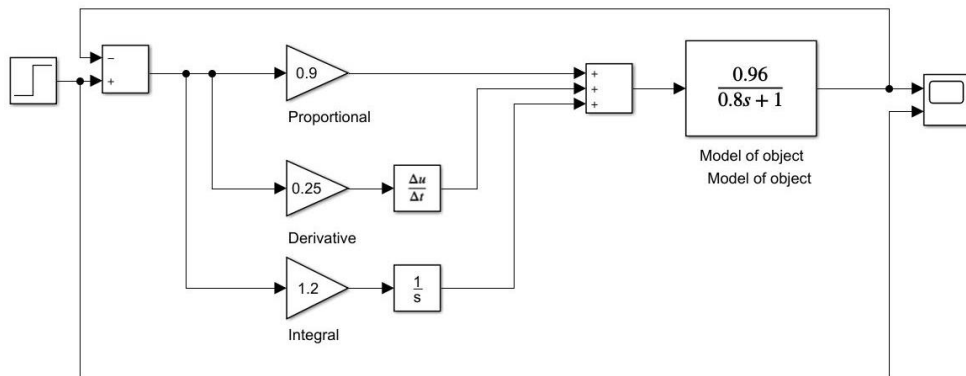 −
+
0.9
Proportional
+
+
+
0.96
0.8s + 1
Model of object
Model of object
0.25
Δu
Δt
Derivative
1.2
1
s
Integral